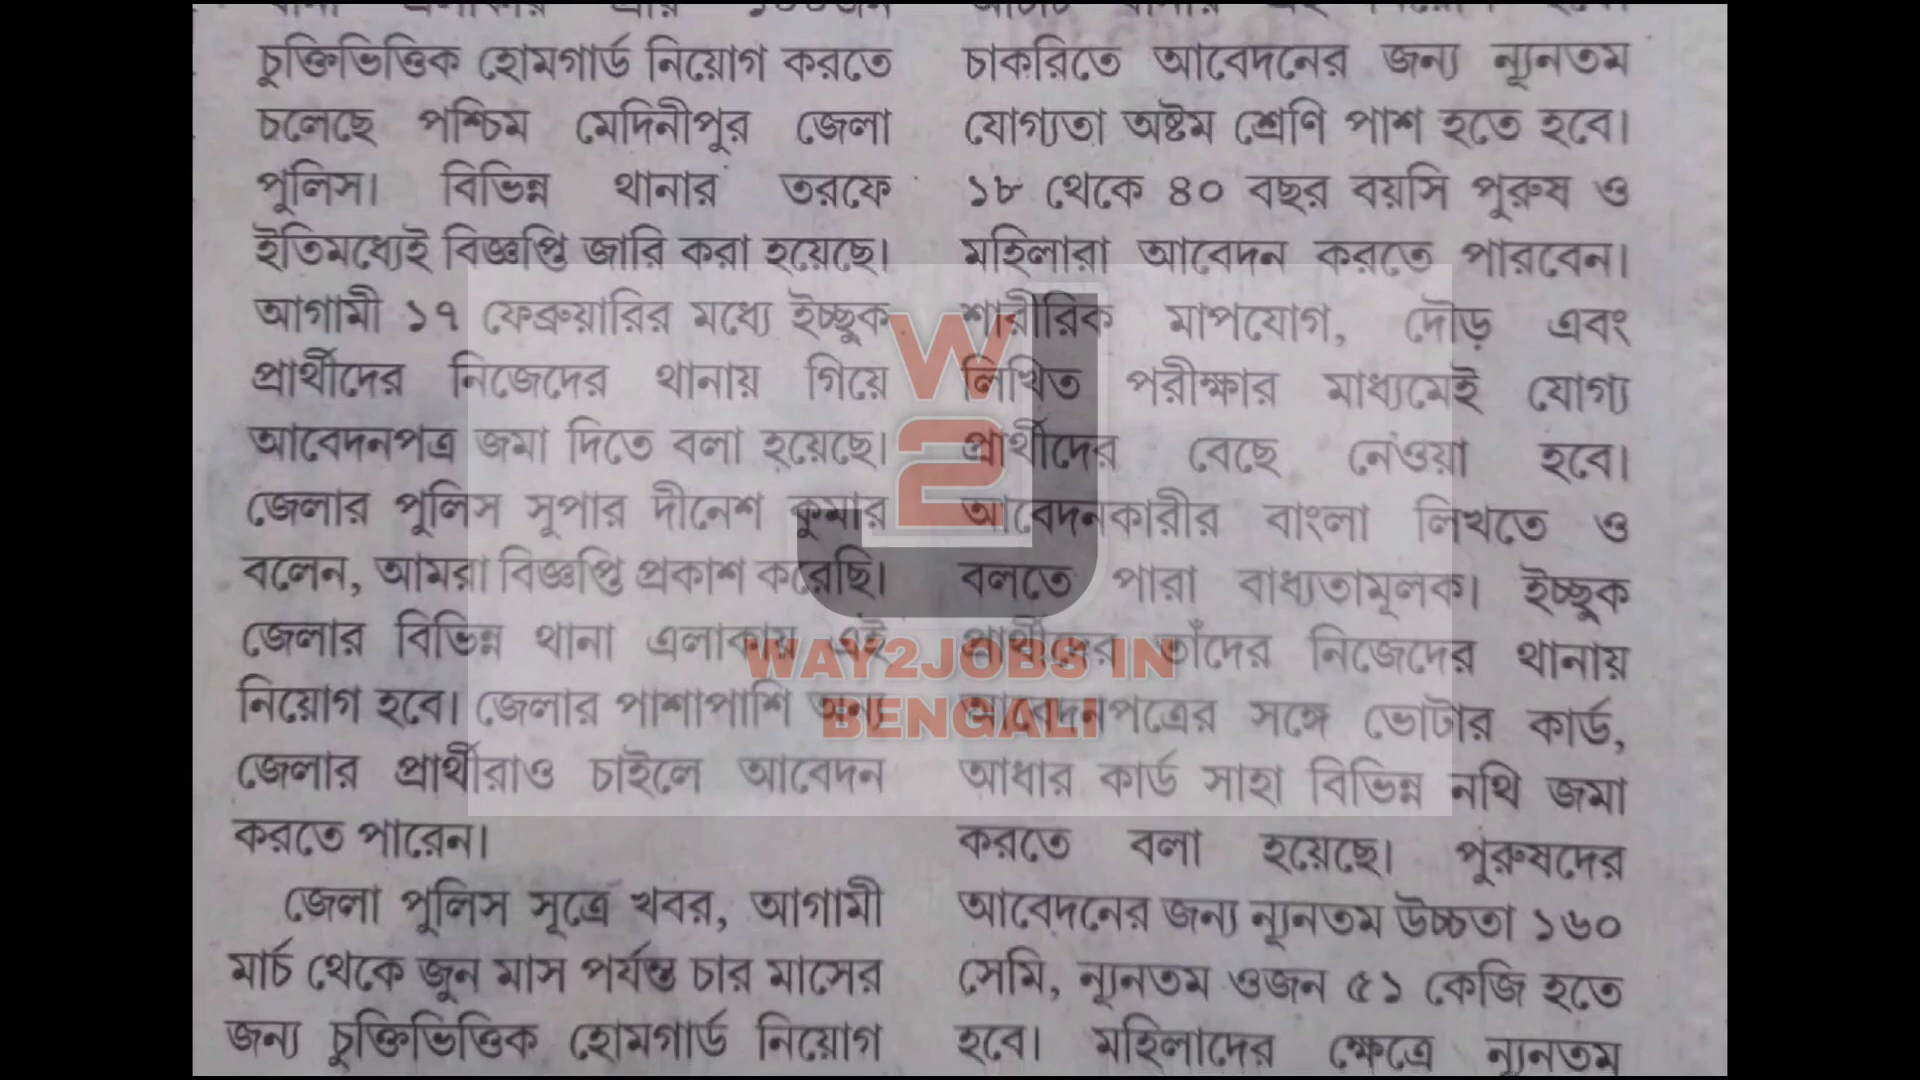 চুক্তিভিত্তিক হোমগার্ড নিয়োগ করতে
চলেছে পশ্চিম মেদিনীপুর জেলা
পুলিস। বিভিন্ন থানার তরফে
ইতিমধ্যেই বিজ্ঞপ্তি জারি করা হয়েছে।
আগামী ১৭ ফেব্রুয়ারির মধ্যে ইচ্ছুক
প্রার্থীদের নিজেদের থানায় গিয়ে
আবেদনপত্র জমা দিতে বলা হয়েছে।
জেলার পুলিস সুপার দীনেশ কুমার
বলেন, আমরা বিজ্ঞপ্তি প্রকাশ করেছি।
জেলার বিভিন্ন থানা এলাকায় এই
নিয়োগ হবে। জেলার পাশাপাশি অন্য
জেলার প্রার্থীরাও চাইলে আবেদন
করতে পারেন।
জেলা পুলিস সূত্রে খবর, আগামী
মার্চ থেকে জুন মাস পর্যন্ত চার মাসের
জন্য চুক্তিভিত্তিক হোমগার্ড নিয়োগ
চাকরিতে আবেদনের জন্য ন্যূনতম
যোগ্যতা অষ্টম শ্রেণি পাশ হতে হবে।
১৮ থেকে ৪০ বছর বয়সি পুরুষ ও
মহিলারা আবেদন করতে পারবেন।
শারীরিক মাপযোগ, দৌড় এবং
লিখিত পরীক্ষার মাধ্যমেই যোগ্য
প্রার্থীদের বেছে নেওয়া হবে।
আবেদনকারীর বাংলা লিখতে ও
বলতে পারা বাধ্যতামূলক। ইচ্ছুক
প্রার্থীদের তাঁদের নিজেদের থানায়
আবেদনপত্রের সঙ্গে ভোটার কার্ড,
আধার কার্ড সাহা বিভিন্ন নথি জমা
করতে বলা হয়েছে। পুরুষদের
আবেদনের জন্য ন্যূনতম উচ্চতা ১৬০
সেমি, ন্যূনতম ওজন ৫১ কেজি হতে
হবে। মহিলাদের ক্ষেত্রে ন্যূনতম
W
2
J
WAY2JOBS IN
BENGALI